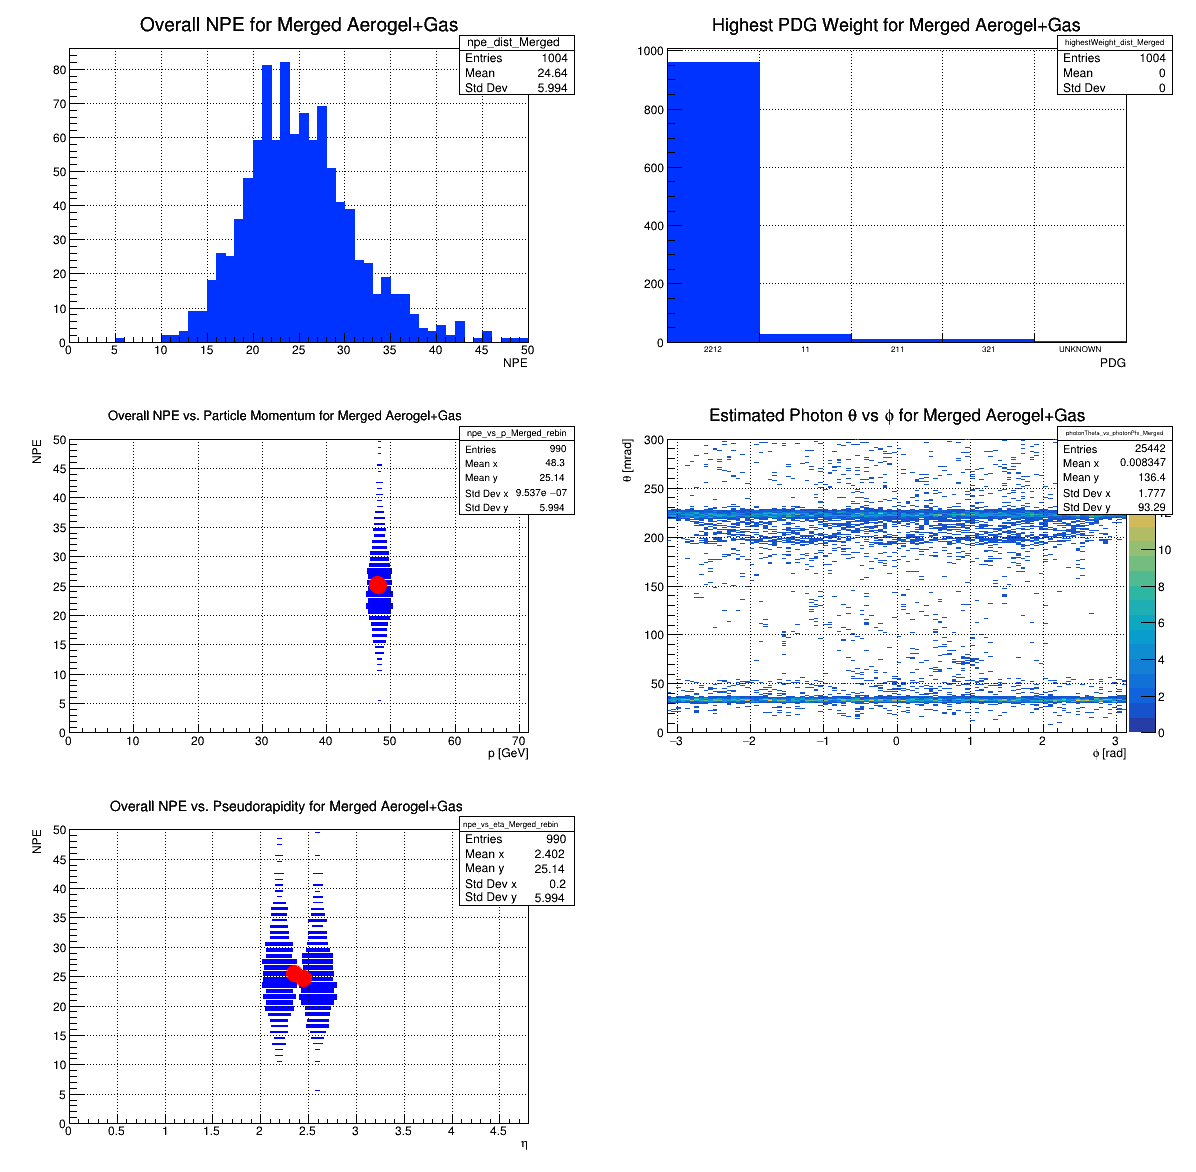 Overall NPE for Merged Aerogel+Gas
npe_dist_Merged
Entries 1004
Mean 24.64
Std Dev 5.994
80
70
60
50
40
30
20
10
0
0 5 10 15 20 25 30 35 40 45 50
NPE
Highest PDG Weight for Merged Aerogel+Gas
highestWeight_dist_Merged
Entries 1004
Mean 0
Std Dev 0
1000
800
600
400
200
0
2212 11 211 321 UNKNOWN
PDG
Overall NPE vs. Particle Momentum for Merged Aerogel+Gas
npe_vs_p_Merged_rebin
Entries 990
Mean x 48.3
Mean y 25.14
Std Dev x 9.537e −07
Std Dev y 5.994
NPE
50
45
40
35
30
25
20
15
10
5
0
0 10 20 30 40 50 60 70
p [GeV]
Estimated Photon θ vs ϕ for Merged Aerogel+Gas
photonTheta_vs_photonPhi_Merged
Entries 25442
Mean x 0.008347
Mean y 136.4
Std Dev x 1.777
Std Dev y 93.29
θ [mrad]
300
250
200
150
100
50
0
−3 −2 −1 0 1 2 3
ϕ [rad]
12
10
8
6
4
2
0
Overall NPE vs. Pseudorapidity for Merged Aerogel+Gas
npe_vs_eta_Merged_rebin
Entries 990
Mean x 2.402
Mean y 25.14
Std Dev x 0.2
Std Dev y 5.994
NPE
50
45
40
35
30
25
20
15
10
5
0
0 0.5 1 1.5 2 2.5 3 3.5 4 4.5
η